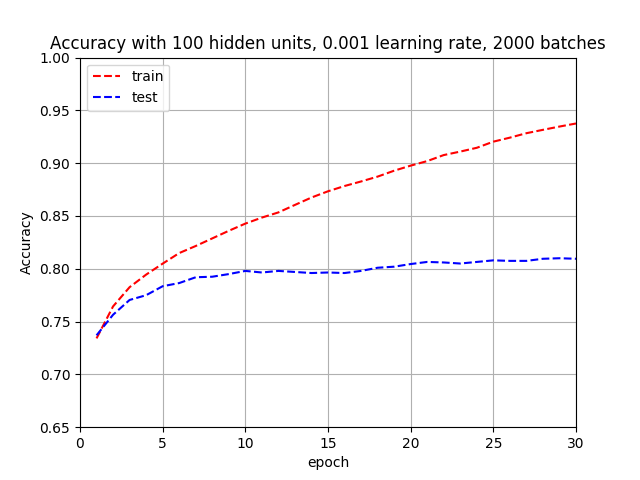 Accuracy with 100 hidden units, 0.001 learning rate, 2000 batches
1.00
train
test
0.95
0.90
0.85
Accuracy
0.80
0.75
0.70
0.65
0 5 10 15 20 25 30
epoch